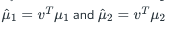 μ̂₁ = vᵀμ₁ and μ̂₂ = vᵀμ₂